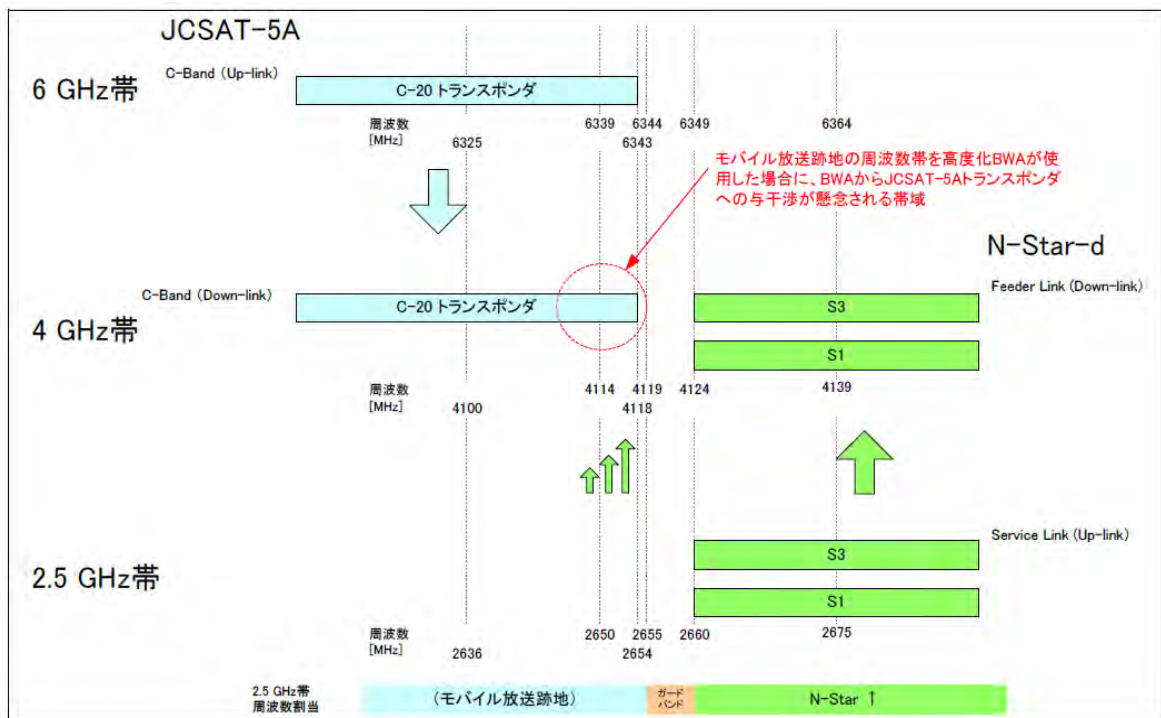 JCSAT-5A
6 GHz帯
C-Band (Up-link)
C-20 トランスポンダ
周波数
[MHz]
6325
6339
6343
6344
6349
6364
モバイル放送跡地の周波数帯を高度化BWAが使
用した場合に、BWAからJCSAT-5Aトランスポンダ
への与干渉が懸念される帯域
N-Star-d
4 GHz帯
C-Band (Down-link)
C-20 トランスポンダ
Feeder Link (Down-link)
S3
S1
周波数
[MHz]
4100
4114
4118
4119
4124
4139
2.5 GHz帯
Service Link (Up-link)
S3
S1
周波数
[MHz]
2636
2650
2654
2655
2660
2675
2.5 GHz帯
周波数割当
(モバイル放送跡地)
ガード
バンド
N-Star ↑